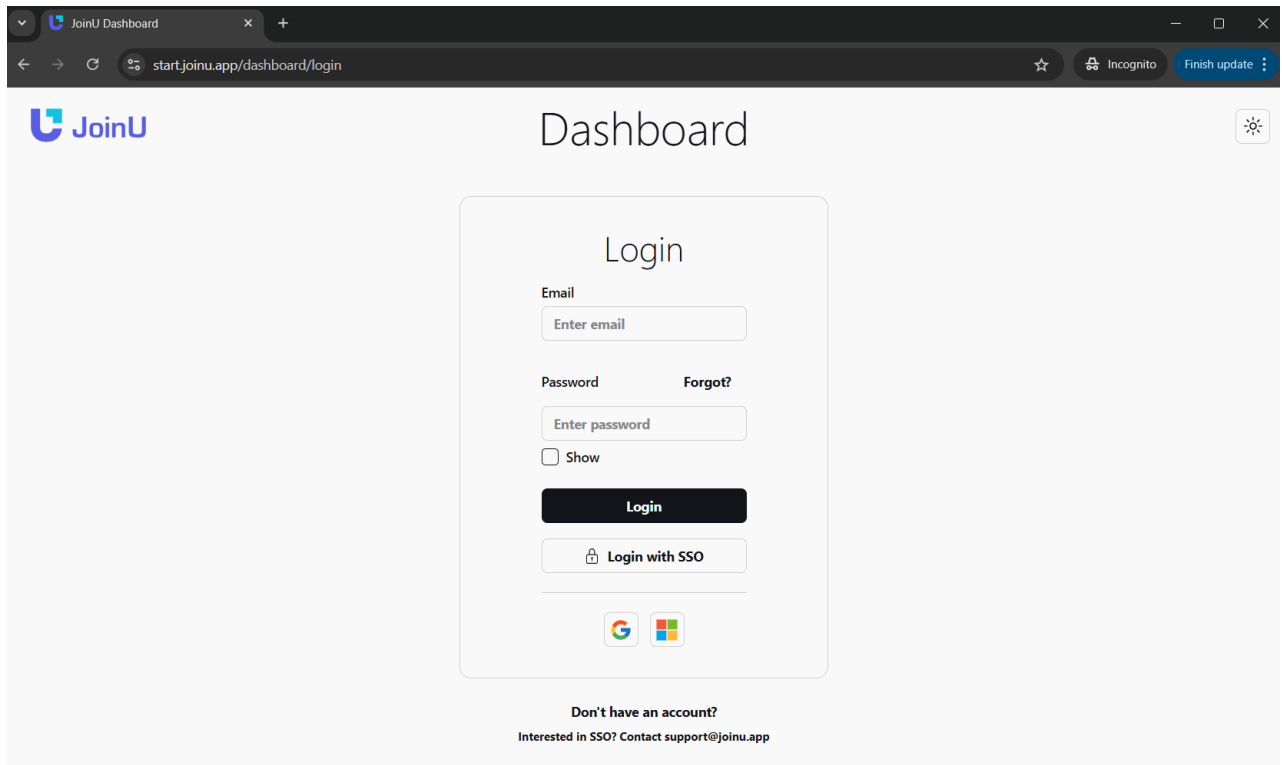 JoinU Dashboard
start.joinu.app/dashboard/login
Incognito
Finish update
JoinU
Dashboard
Login
Email
Enter email
Password
Forgot?
Enter password
Show
Login
Login with SSO
Don't have an account?
Interested in SSO? Contact support@joinu.app